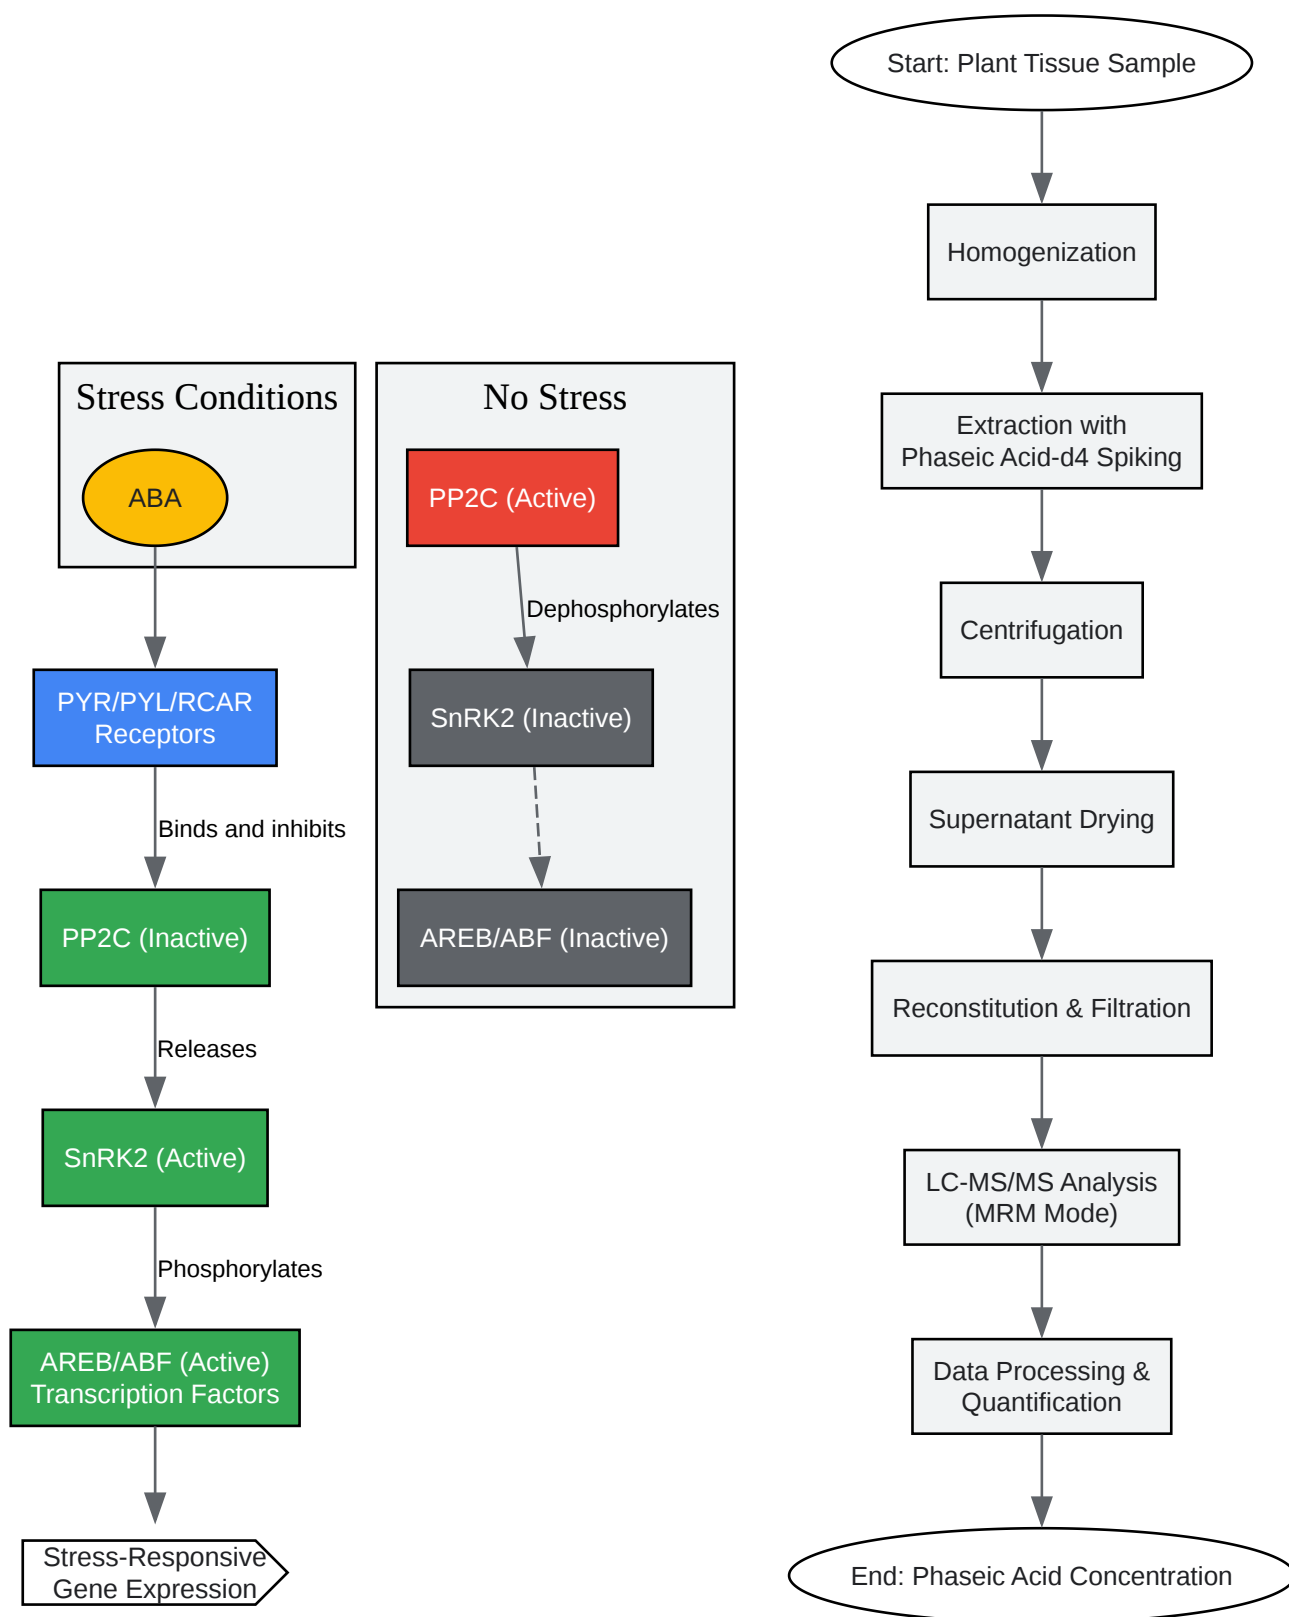 Stress Conditions
ABA
PYR/PYL/RCAR
Receptors
Binds and inhibits
PP2C (Inactive)
Releases
SnRK2 (Active)
Phosphorylates
AREB/ABF (Active)
Transcription Factors
Stress-Responsive
Gene Expression
No Stress
PP2C (Active)
Dephosphorylates
SnRK2 (Inactive)
AREB/ABF (Inactive)
Start: Plant Tissue Sample
Homogenization
Extraction with
Phaseic Acid-d4 Spiking
Centrifugation
Supernatant Drying
Reconstitution & Filtration
LC-MS/MS Analysis
(MRM Mode)
Data Processing &
Quantification
End: Phaseic Acid Concentration